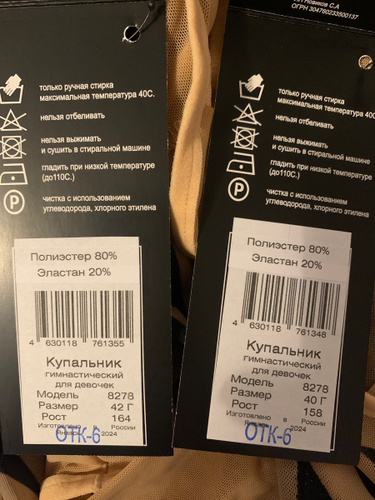 только ручная стирка
максимальная температура 40С.
нельзя отбеливать
нельзя выжимать
и сушить в стиральной машине
гладить при низкой температуре
(до110С.)
P
чистка с использованием
углеводорода, хлорного этилена
Полиэстер 80%
Эластан 20%
4 630118 761355
Купальник
гимнастический
для девочек
Модель 8278
Размер 42 Г
Рост 164
Изготовлено в России
Январь 2024
ОТК-6
ИП Новиков С.А
ОГРН 304760233500137
только ручная стирка
максимальная температура 40С.
нельзя отбеливать
нельзя выжимать
и сушить в стиральной машине
гладить при низкой температуре
(до110С.)
P
чистка с использованием
углеводорода, хлорного этилена
Полиэстер 80%
Эластан 20%
4 630118 761348
Купальник
гимнастический
для девочек
Модель 8278
Размер 40 Г
Рост 158
Изготовлено в России
Январь 2024
ОТК-6